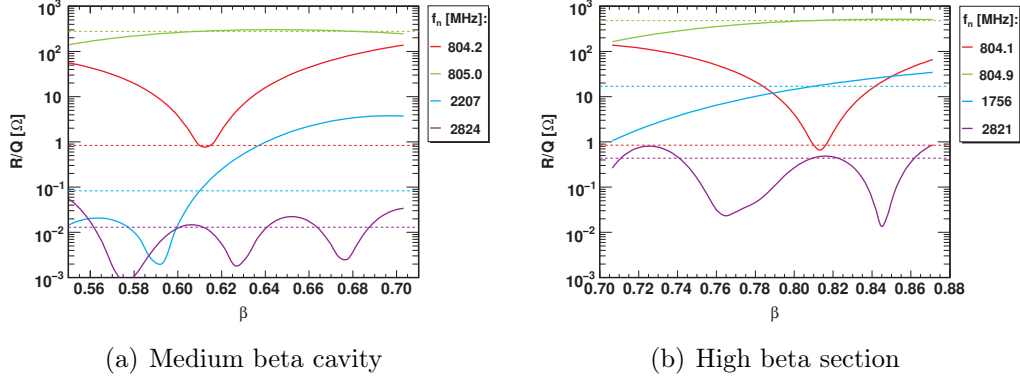 10³
10²
10
1
10⁻¹
10⁻²
10⁻³
R/Q [Ω]
0.56 0.58 0.60 0.62 0.64 0.66 0.68 0.70
β
fₙ [MHz]:
804.2
805.0
2207
2824
(a) Medium beta cavity
10³
10²
10
1
10⁻¹
10⁻²
10⁻³
R/Q [Ω]
0.70 0.72 0.74 0.76 0.78 0.80 0.82 0.84 0.86 0.88
β
fₙ [MHz]:
804.1
804.9
1756
2821
(b) High beta section